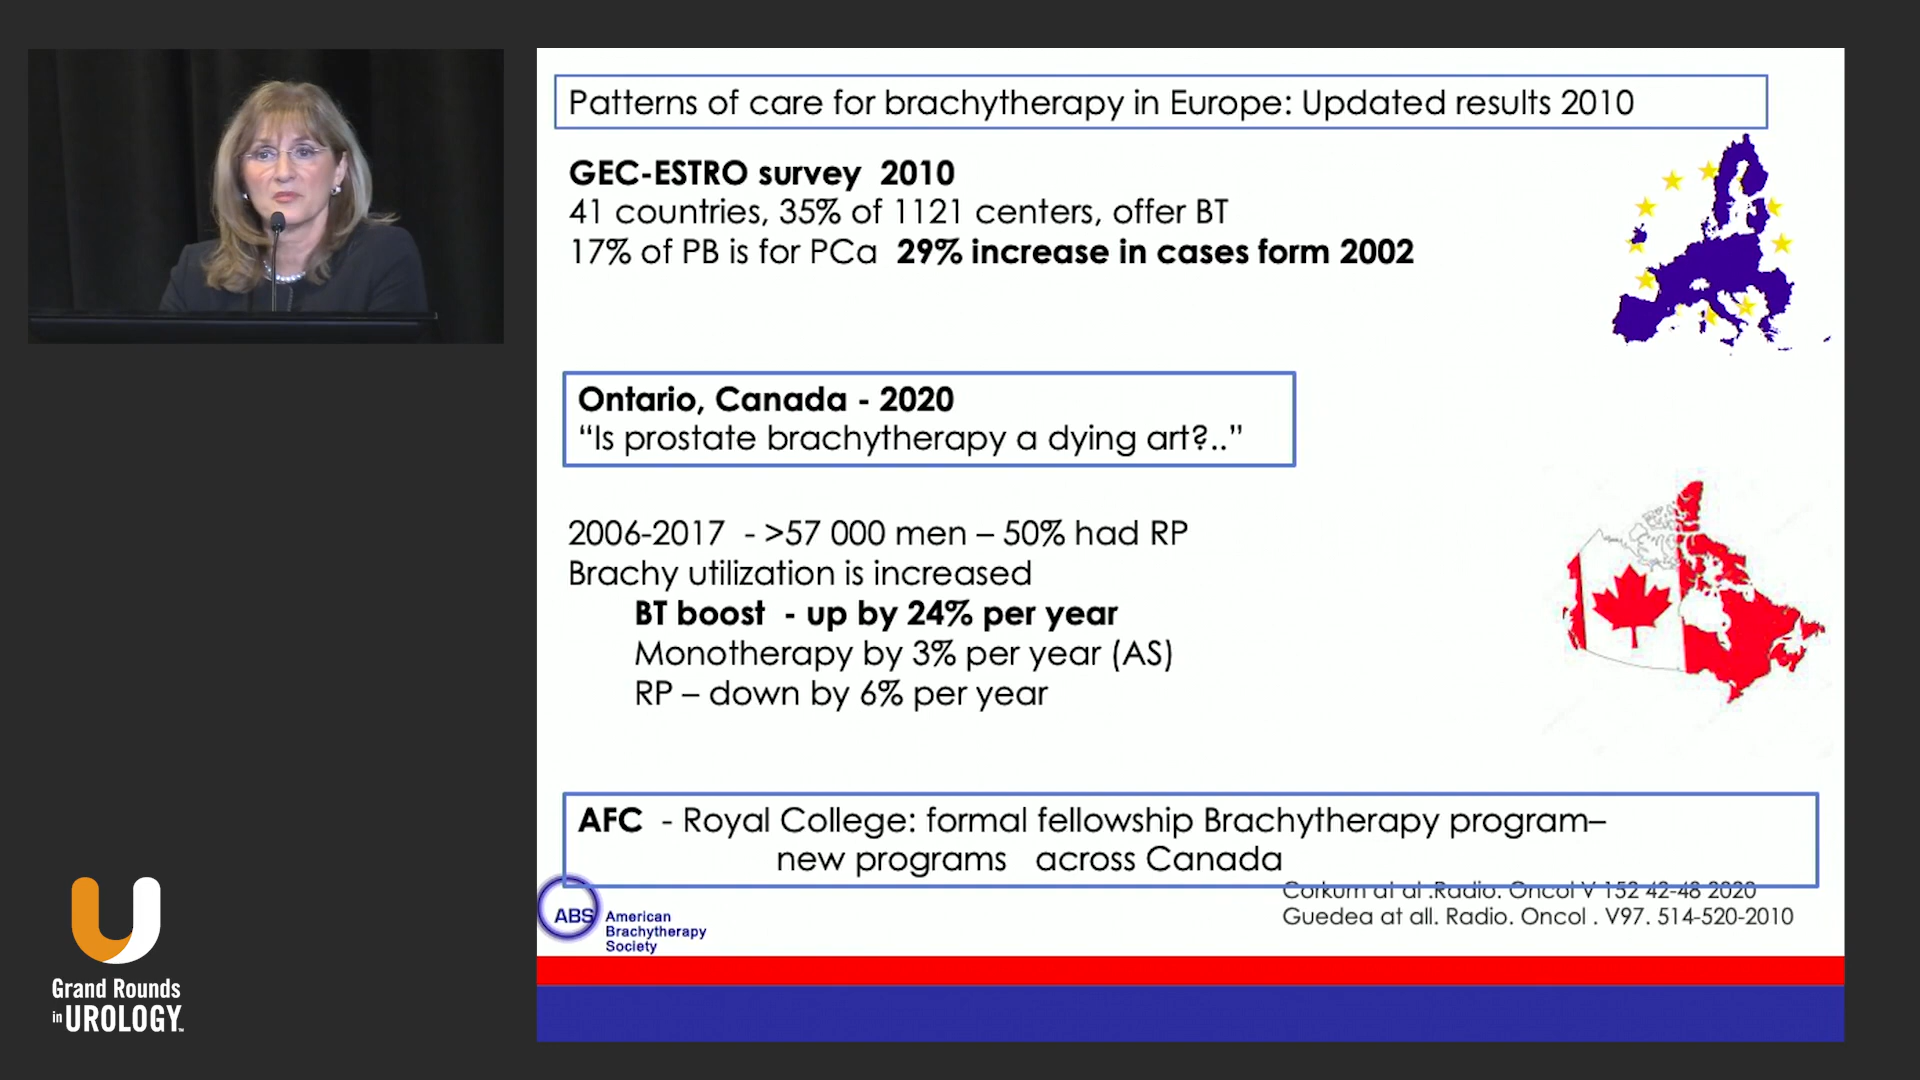 Patterns of care for brachytherapy in Europe: Updated results 2010
GEC-ESTRO survey 2010
41 countries, 35% of 1121 centers, offer BT
17% of PB is for PCa 29% increase in cases form 2002
Ontario, Canada - 2020
“Is prostate brachytherapy a dying art?..”
2006-2017 - >57 000 men – 50% had RP
Brachy utilization is increased
BT boost - up by 24% per year
Monotherapy by 3% per year (AS)
RP – down by 6% per year
AFC - Royal College: formal fellowship Brachytherapy program–
new programs across Canada
Corkum at al .Radio. Oncol V 152 42-48 2020
Guedea at all. Radio. Oncol . V97. 514-520-2010
ABS American
Brachytherapy
Society
Grand Rounds
in UROLOGY™